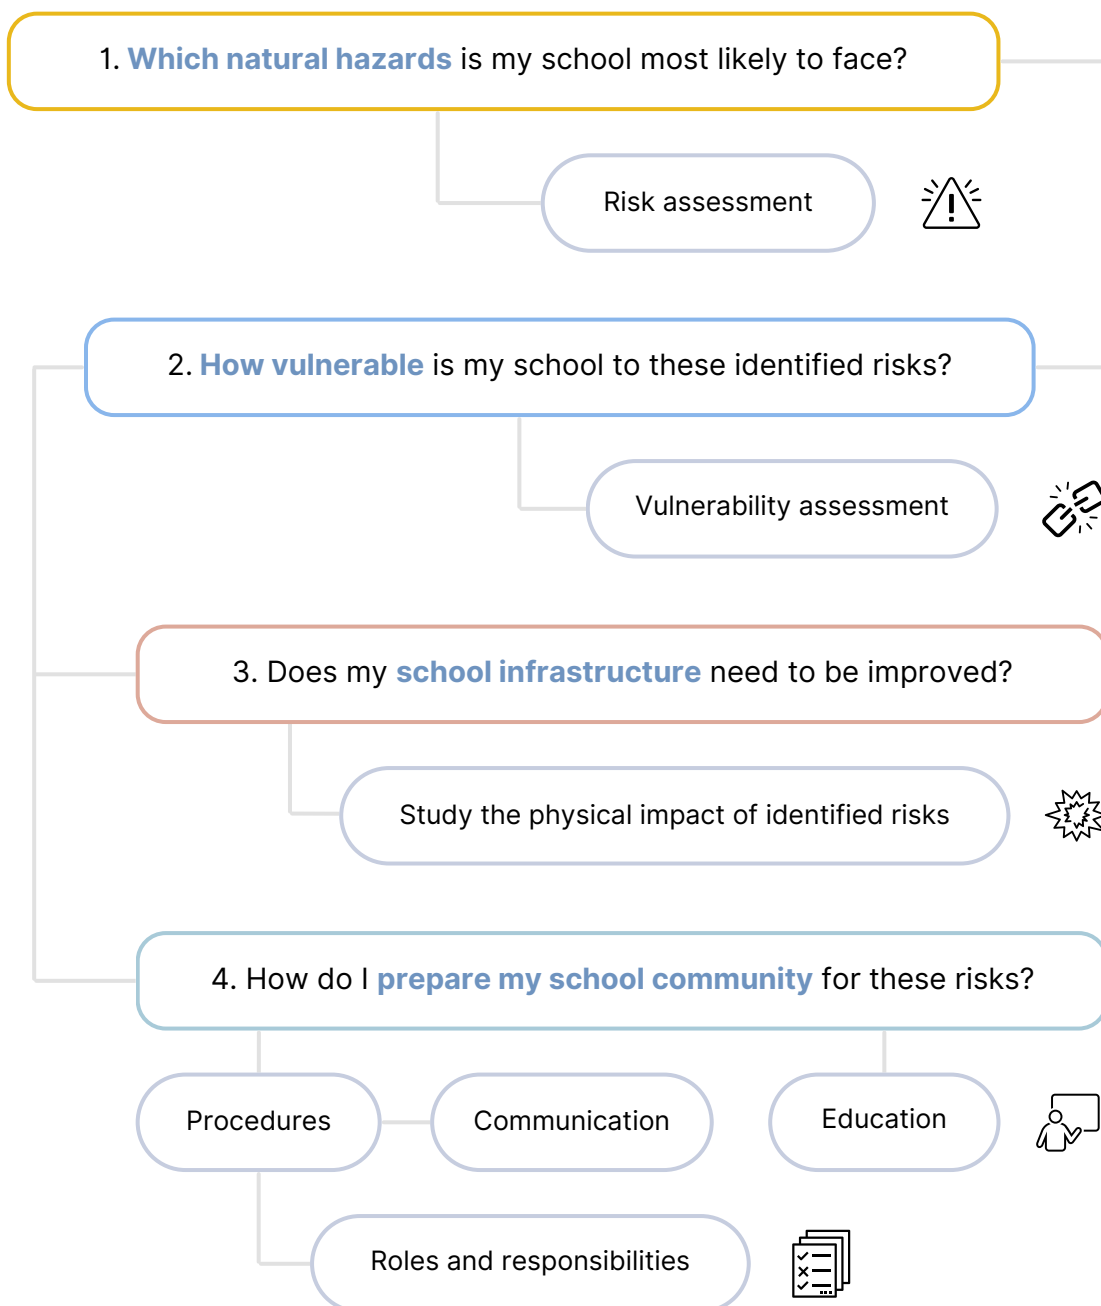 1. Which natural hazards is my school most likely to face?
Risk assessment
2. How vulnerable is my school to these identified risks?
Vulnerability assessment
3. Does my school infrastructure need to be improved?
Study the physical impact of identified risks
4. How do I prepare my school community for these risks?
Procedures
Communication
Education
Roles and responsibilities